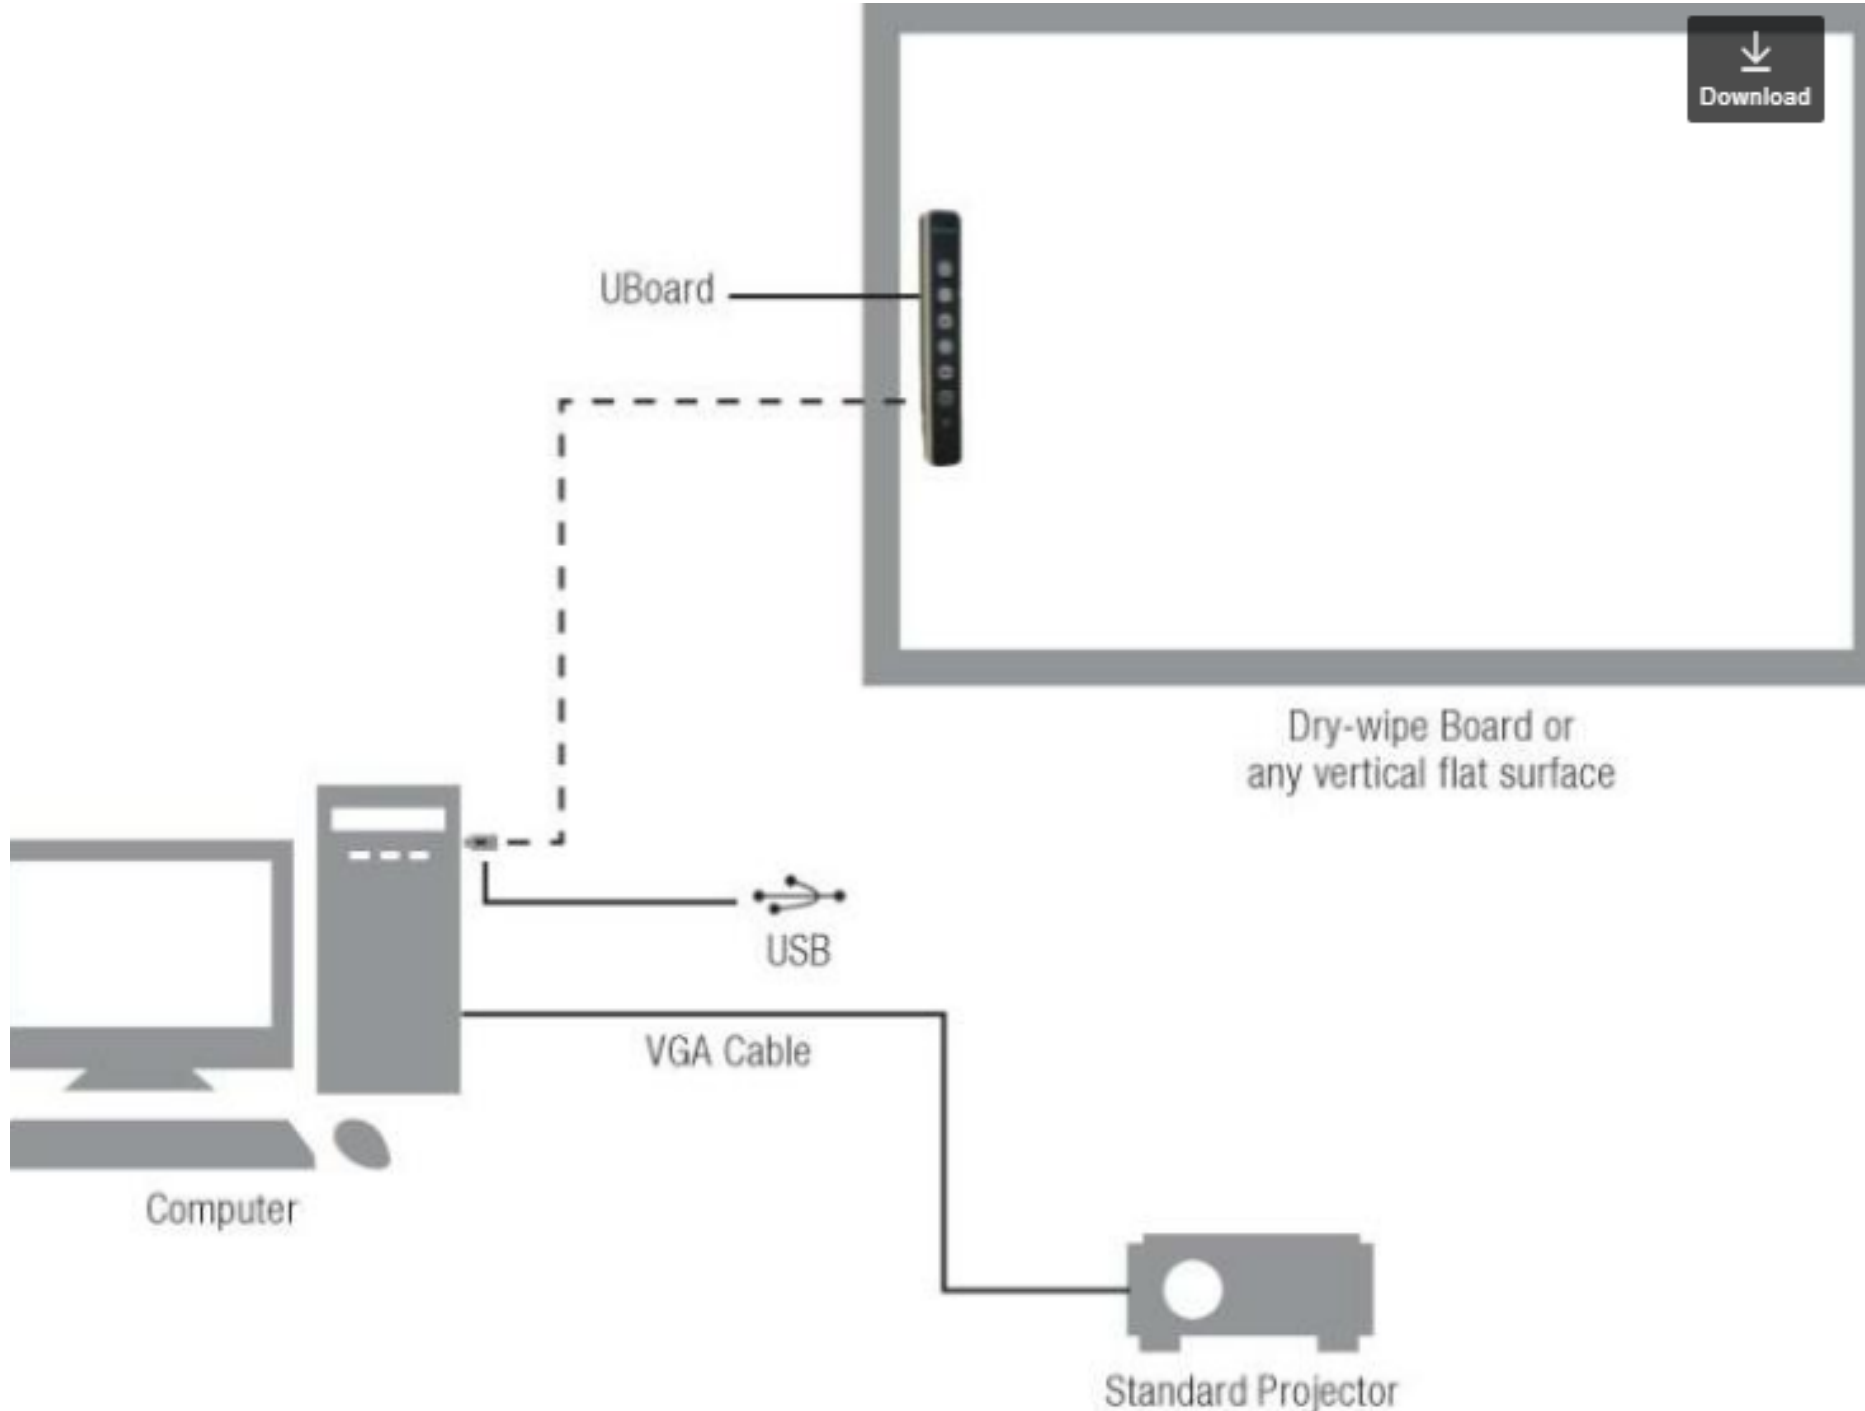 Download
UBoard
Dry-wipe Board or
any vertical flat surface
USB
VGA Cable
Computer
Standard Projector